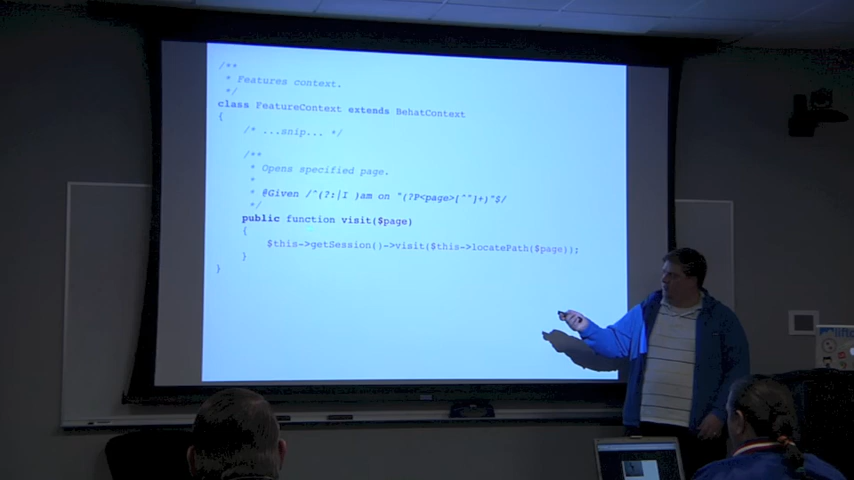 /**
* Features context.
*/
class FeatureContext extends BehatContext
{
/* ...snip... */
/**
* Opens specified page.
*
* @Given /^(?:|I )am on "(?P<page>[^"]+)"$/
*/
public function visit($page)
{
$this->getSession()->visit($this->locatePath($page));
}
}